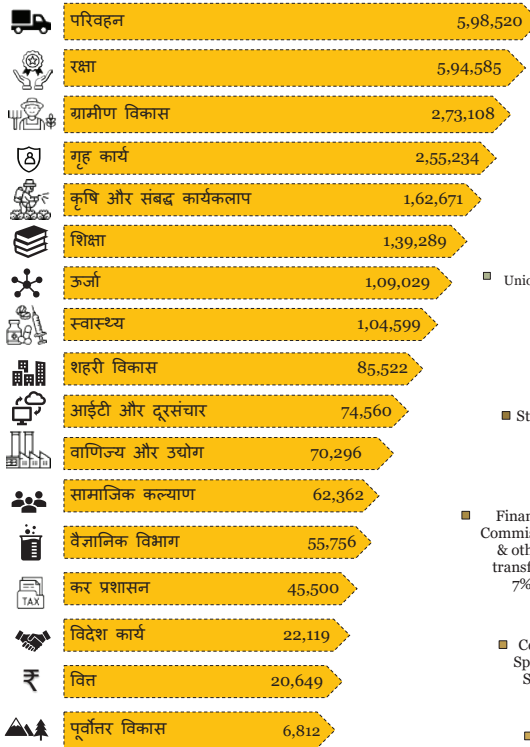 परिवहन 5,98,520
रक्षा 5,94,585
ग्रामीण विकास 2,73,108
गृह कार्य 2,55,234
कृषि और संबद्ध कार्यकलाप 1,62,671
शिक्षा 1,39,289
ऊर्जा 1,09,029
स्वास्थ्य 1,04,599
शहरी विकास 85,522
आईटी और दूरसंचार 74,560
वाणिज्य और उद्योग 70,296
सामाजिक कल्याण 62,362
वैज्ञानिक विभाग 55,756
TAX
कर प्रशासन 45,500
विदेश कार्य 22,119
₹
वित्त 20,649
पूर्वोत्तर विकास 6,812
& oth
7%